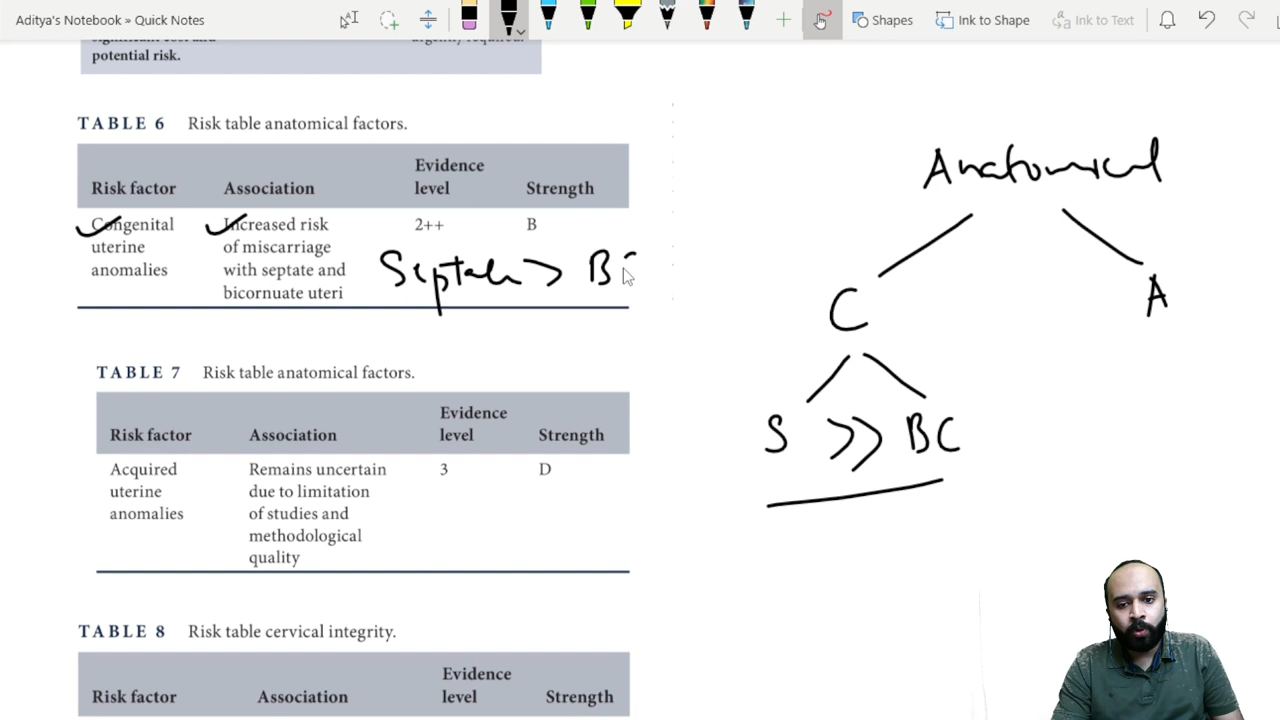 Aditya's Notebook » Quick Notes
Shapes
Ink to Shape
Ink to Text
potential risk.
TABLE 6 Risk table anatomical factors.
Risk factor Association Evidence level Strength
Congenital uterine anomalies
Increased risk of miscarriage with septate and bicornuate uteri
2++
B
Septate > B
TABLE 7 Risk table anatomical factors.
Risk factor Association Evidence level Strength
Acquired uterine anomalies
Remains uncertain due to limitation of studies and methodological quality
3
D
TABLE 8 Risk table cervical integrity.
Risk factor Association Evidence level Strength
Anatomical
C
A
S >> BC